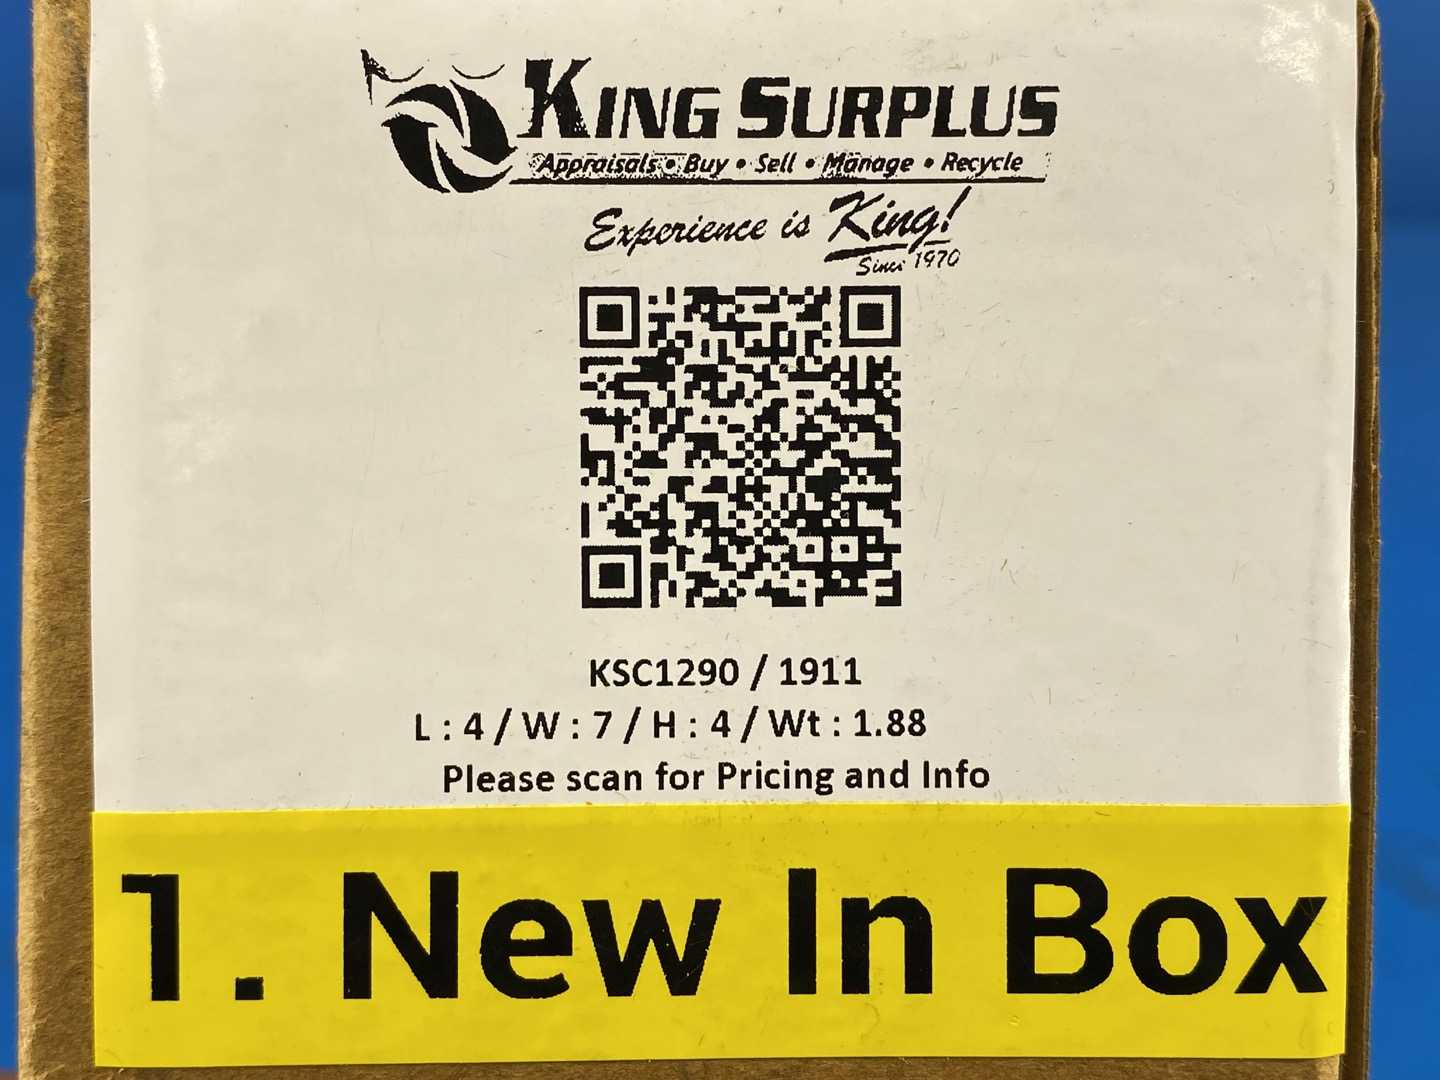 KING SURPLUS
Appraisals • Buy • Sell • Manage • Recycle
Experience is King!
Since 1970
KSC1290 / 1911
L : 4 / W : 7 / H : 4 / Wt : 1.88
Please scan for Pricing and Info
1. New In Box